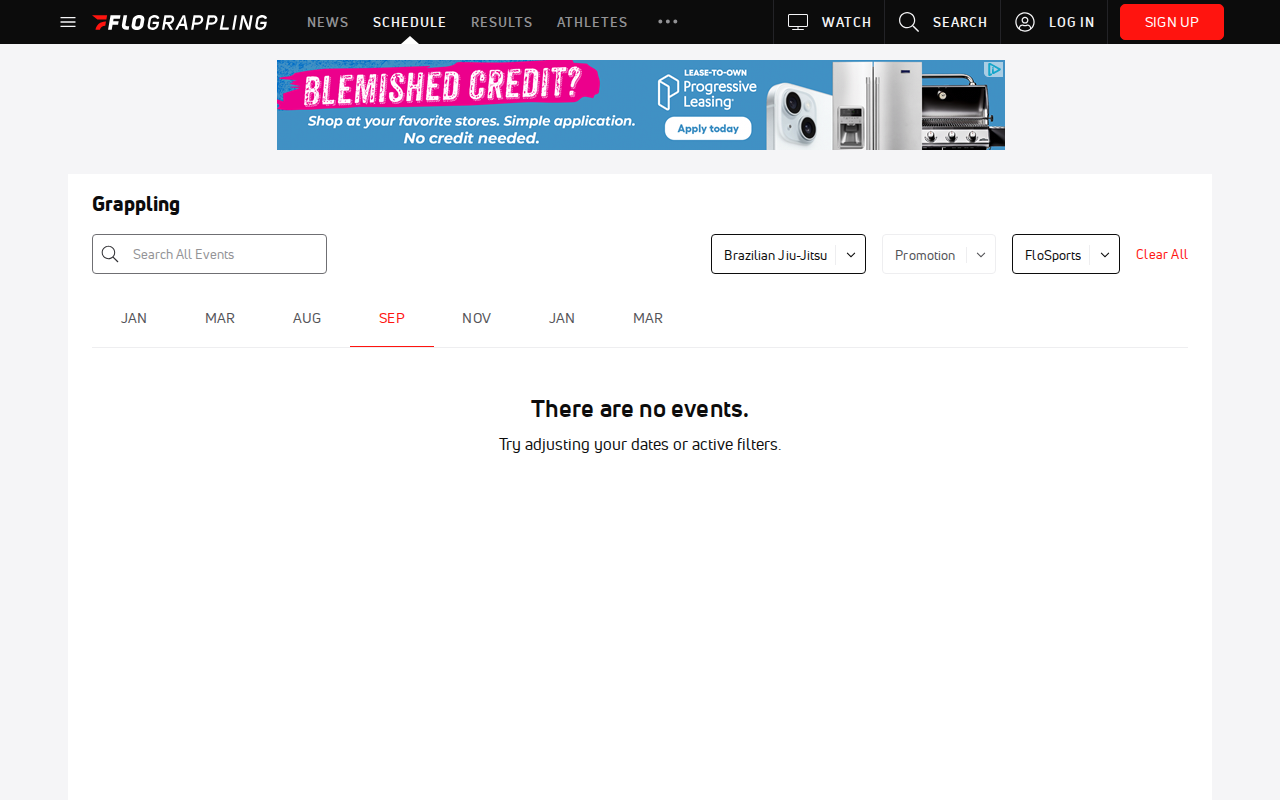 FLOGRAPPLING
NEWS
SCHEDULE
RESULTS
ATHLETES
WATCH
SEARCH
LOG IN
SIGN UP
BLEMISHED CREDIT?
Shop at your favorite stores. Simple application.
No credit needed.
LEASE-TO-OWN
Progressive
Leasing
Apply today
Grappling
Search All Events
Brazilian Jiu-Jitsu
Promotion
FloSports
Clear All
JAN
MAR
AUG
SEP
NOV
JAN
MAR
There are no events.
Try adjusting your dates or active filters.